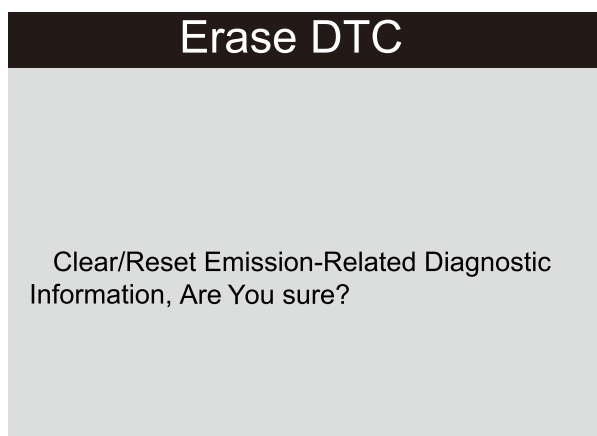 Erase DTC
Clear/Reset Emission-Related Diagnostic
Information, Are You sure?